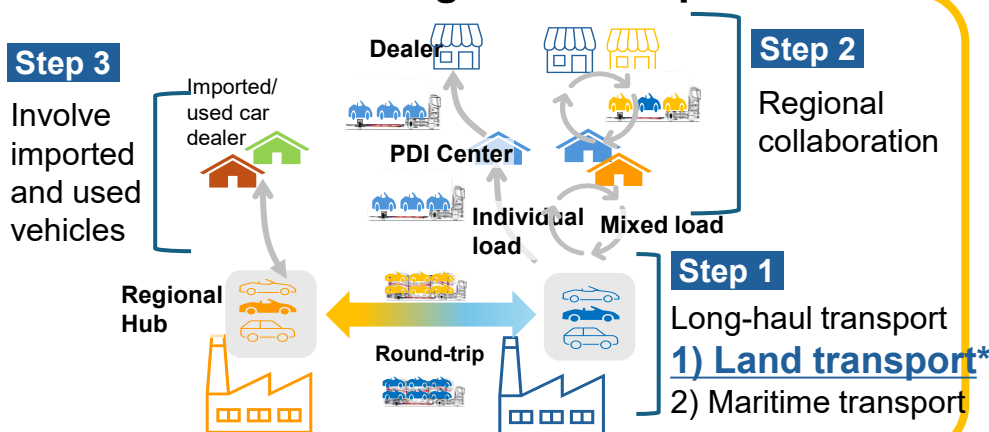 Step 3
Involve
imported
and used
vehicles
Imported/
used car
dealer
Dealer
PDI Center
Individual
load
Mixed load
Step 2
Regional
collaboration
Regional
Hub
Round-trip
Step 1
Long-haul transport
1) Land transport*
2) Maritime transport